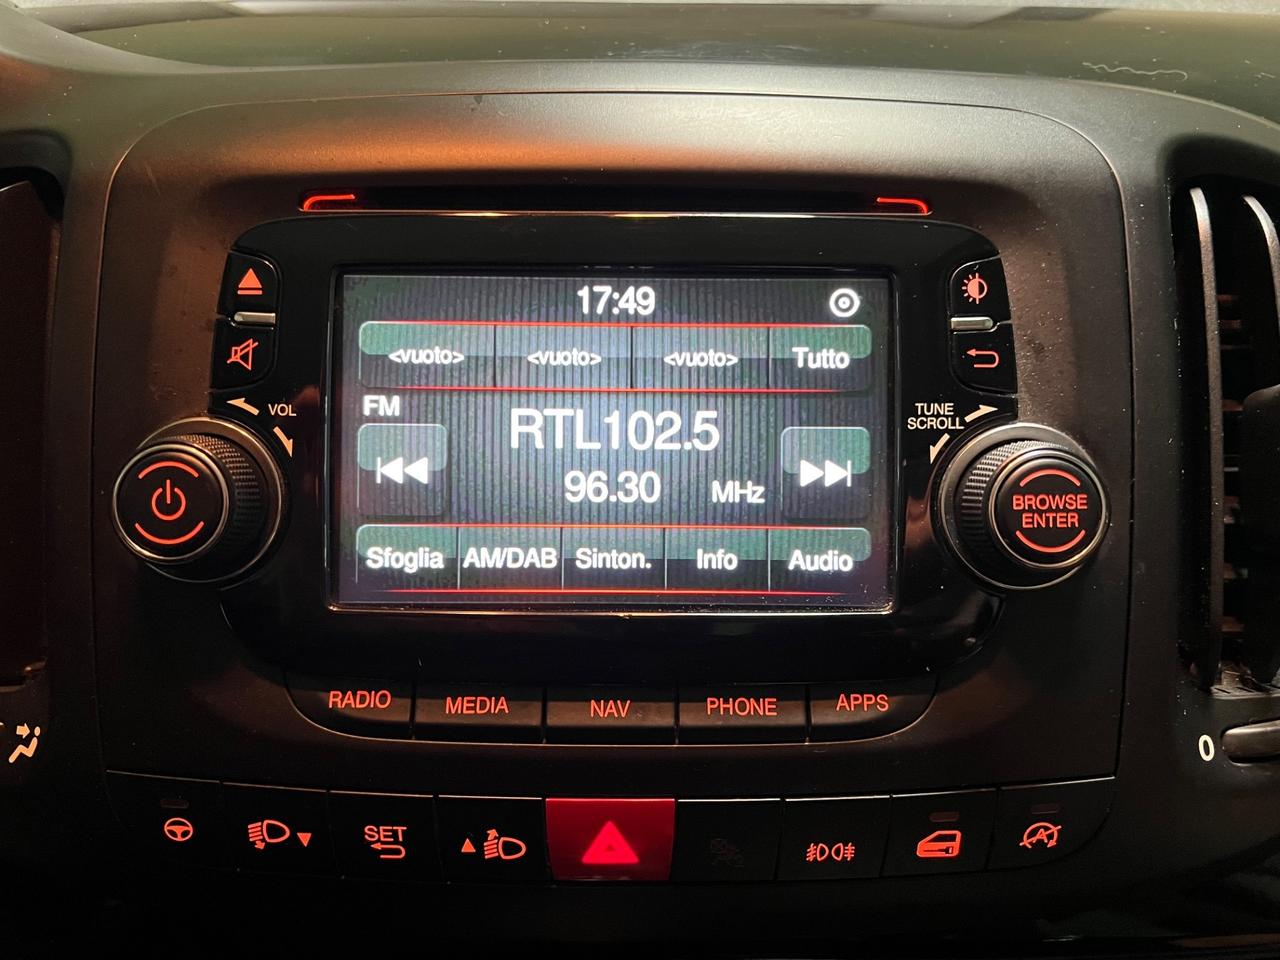 17:49
<vuoto> <vuoto> <vuoto> Tutto
VOL
FM
RTL102.5
TUNE
SCROLL
96.30 MHz
BROWSE
ENTER
Sfoglia AM/DAB Sinton. Info Audio
RADIO MEDIA NAV PHONE APPS
0
SET
A